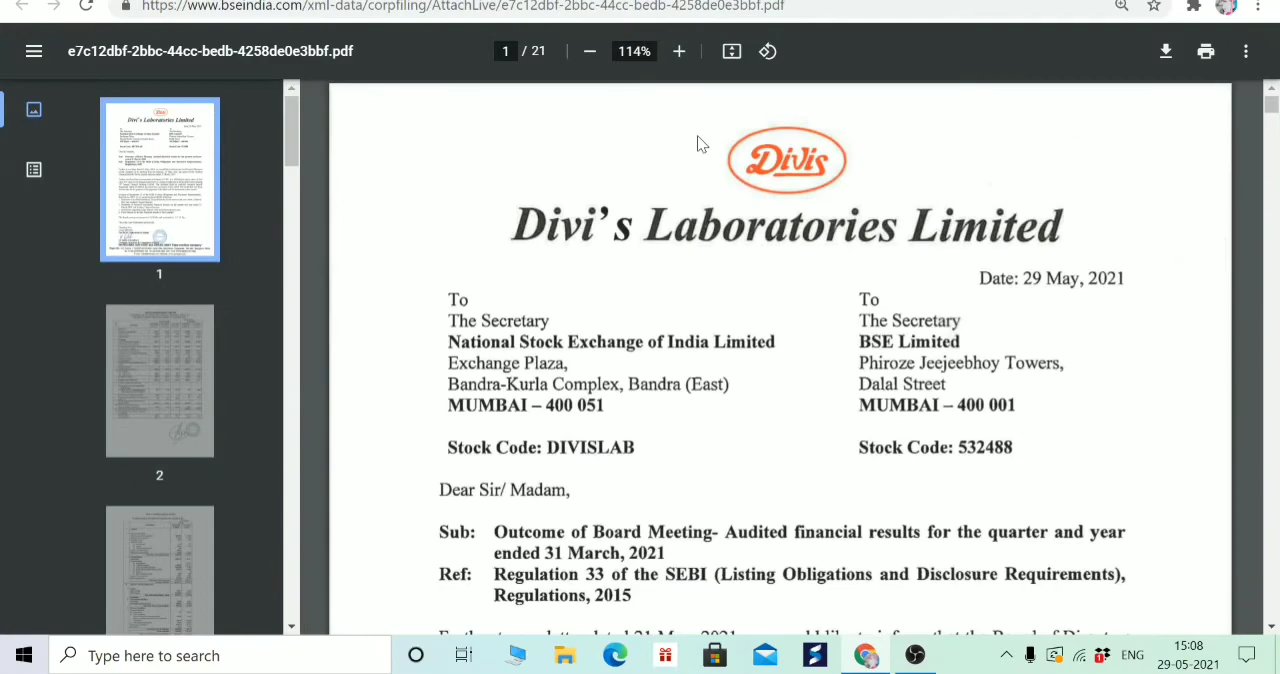 https://www.bseindia.com/xml-data/corpfiling/AttachLive/e7c12dbf-2bbc-44cc-bedb-4258de0e3bbf.pdf
e7c12dbf-2bbc-44cc-bedb-4258de0e3bbf.pdf
1 / 21
114%
Divis
Divi's Laboratories Limited
1
2
Divis
Divi's Laboratories Limited
Date: 29 May, 2021
To
The Secretary
National Stock Exchange of India Limited
Exchange Plaza,
Bandra-Kurla Complex, Bandra (East)
MUMBAI – 400 051
Stock Code: DIVISLAB
To
The Secretary
BSE Limited
Phiroze Jeejeebhoy Towers,
Dalal Street
MUMBAI – 400 001
Stock Code: 532488
Dear Sir/ Madam,
Sub: Outcome of Board Meeting- Audited financial results for the quarter and year
ended 31 March, 2021
Ref: Regulation 33 of the SEBI (Listing Obligations and Disclosure Requirements),
Regulations, 2015
Type here to search
ENG
15:08
29-05-2021